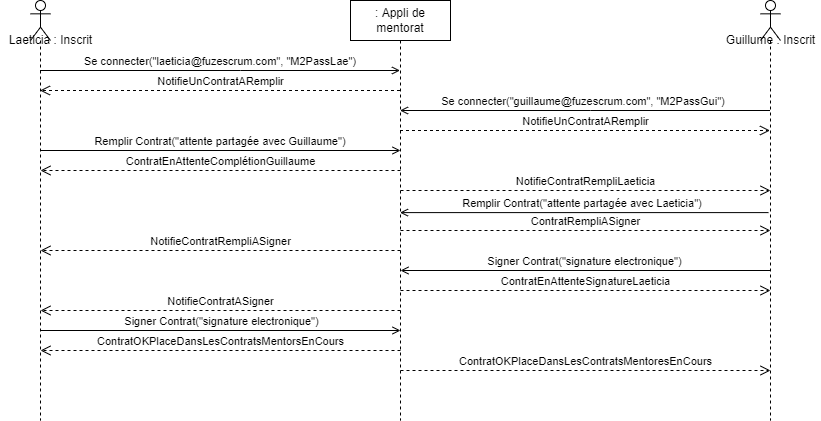 : Appli de
mentorat
Laeticia : Inscrit
Guillume : Inscrit
Se connecter("laeticia@fuzescrum.com", "M2PassLae")
NotifieUnContratARemplir
Se connecter("guillaume@fuzescrum.com", "M2PassGui")
NotifieUnContratARemplir
Remplir Contrat("attente partagée avec Guillaume")
ContratEnAttenteComplétionGuillaume
NotifieContratRempliLaeticia
Remplir Contrat("attente partagée avec Laeticia")
ContratRempliASigner
NotifieContratRempliASigner
Signer Contrat("signature electronique")
ContratEnAttenteSignatureLaeticia
NotifieContratASigner
Signer Contrat("signature electronique")
ContratOKPlaceDansLesContratsMentorsEnCours
ContratOKPlaceDansLesContratsMentoresEnCours